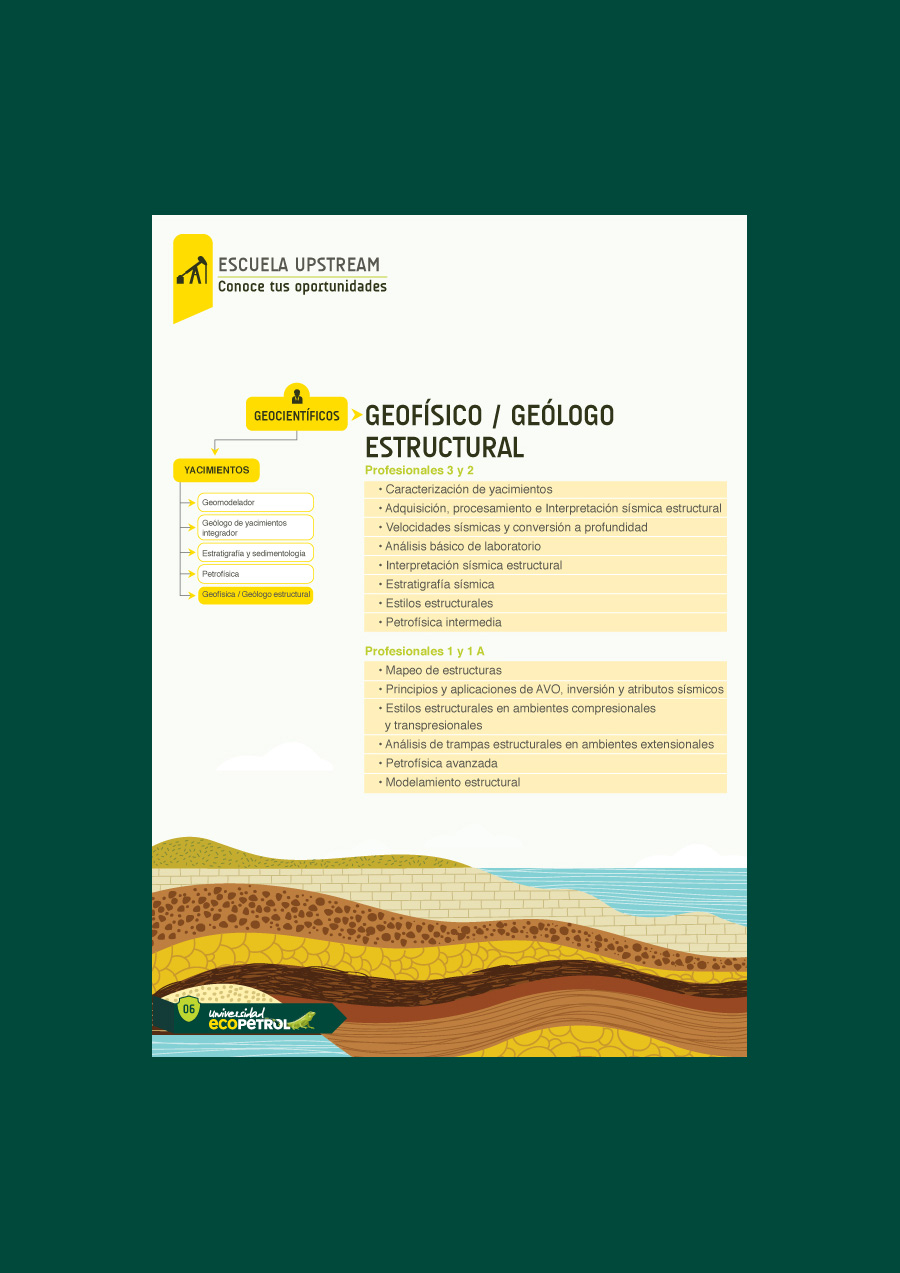 ESCUELA UPSTREAM
Conoce tus oportunidades
GEOCIENTÍFICOS
YACIMIENTOS
Geomodelador
Geólogo de yacimientos
integrador
Estratigrafía y sedimentología
Petrofísica
Geofísica / Geólogo estructural
GEOFÍSICO / GEÓLOGO
ESTRUCTURAL
Profesionales 3 y 2
• Caracterización de yacimientos
• Adquisición, procesamiento e Interpretación sísmica estructural
• Velocidades sísmicas y conversión a profundidad
• Análisis básico de laboratorio
• Interpretación sísmica estructural
• Estratigrafía sísmica
• Estilos estructurales
• Petrofísica intermedia
Profesionales 1 y 1 A
• Mapeo de estructuras
• Principios y aplicaciones de AVO, inversión y atributos sísmicos
• Estilos estructurales en ambientes compresionales
y transpresionales
• Análisis de trampas estructurales en ambientes extensionales
• Petrofísica avanzada
• Modelamiento estructural
06
Universidad
ECOPETROL